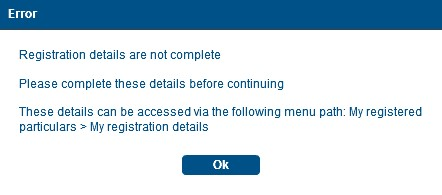 Error
Registration details are not complete
Please complete these details before continuing
These details can be accessed via the following menu path: My registered
particulars > My registration details
Ok